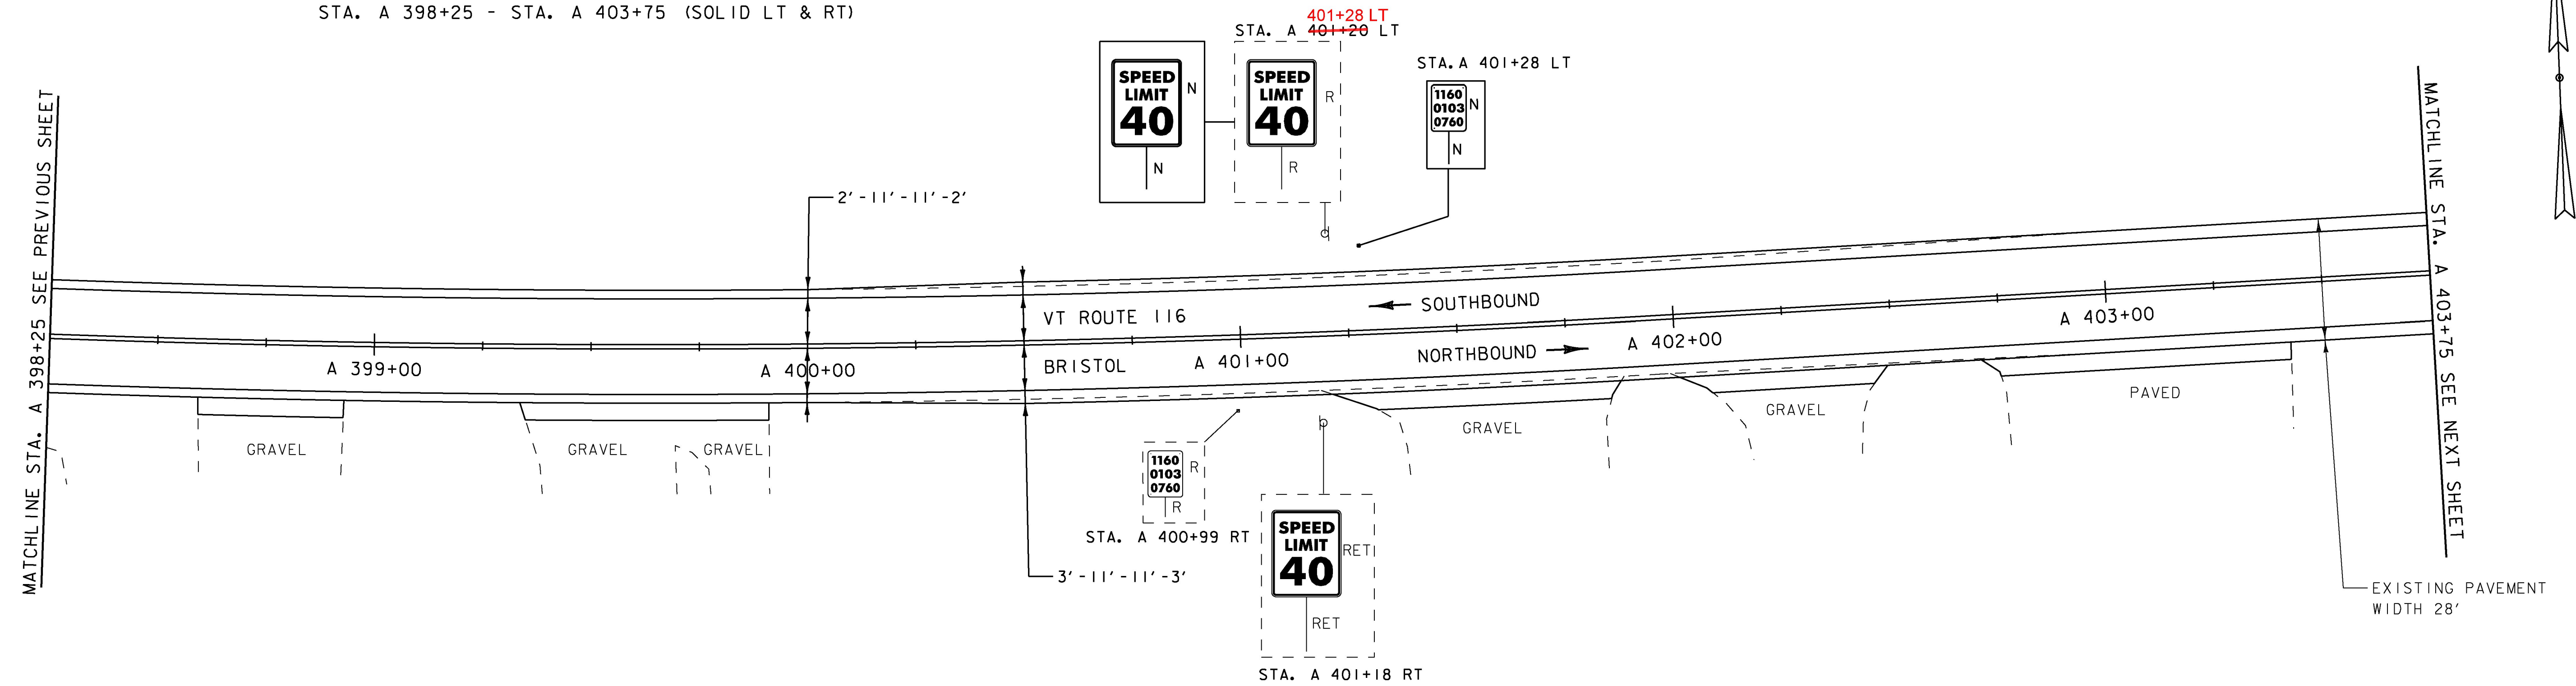 STA. A 398+25 - STA. A 403+75 (SOLID LT & RT)
401+28 LT
STA. A 401+20 LT
STA. A 401+28 LT
SPEED
LIMIT
40
N
N
SPEED
LIMIT
40
R
R
1160
0103
0760
N
N
MATCHLINE STA. A 398+25 SEE PREVIOUS SHEET
MATCHLINE STA. A 403+75 SEE NEXT SHEET
2'-11'-11'-2'
VT ROUTE 116
SOUTHBOUND
BRISTOL
NORTHBOUND
A 399+00
A 400+00
A 401+00
A 402+00
A 403+00
GRAVEL
GRAVEL
GRAVEL
GRAVEL
GRAVEL
PAVED
1160
0103
0760
R
R
STA. A 400+99 RT
3'-11'-11'-3'
SPEED
LIMIT
40
RET
RET
STA. A 401+18 RT
EXISTING PAVEMENT
WIDTH 28'